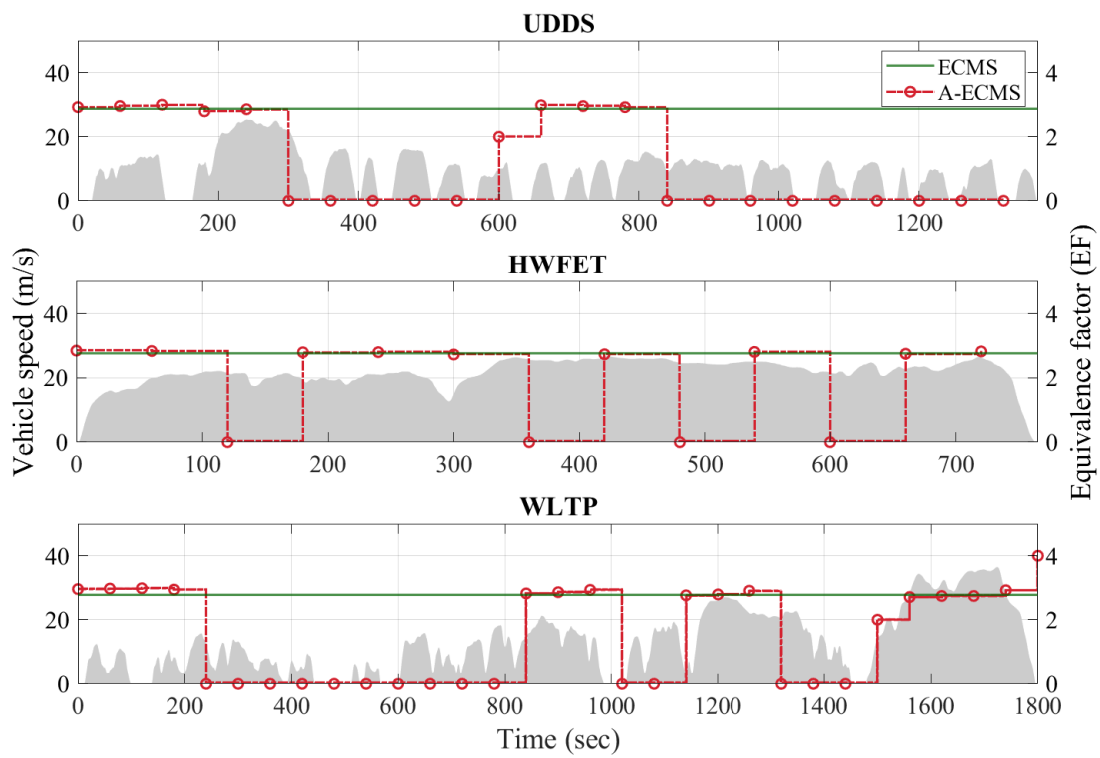 UDDS
40
20
0
4
2
0
ECMS
A-ECMS
0 200 400 600 800 1000 1200
HWFET
40
20
0
4
2
0
0 100 200 300 400 500 600 700
Vehicle speed (m/s)
Equivalence factor (EF)
WLTP
40
20
0
4
2
0
0 200 400 600 800 1000 1200 1400 1600 1800
Time (sec)